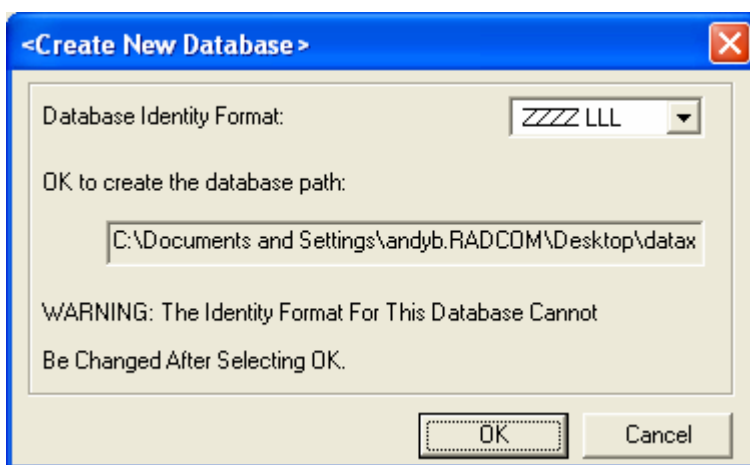 <Create New Database>
Database Identity Format: ZZZZ LLL
OK to create the database path:
C:\Documents and Settings\andyb.RADCOM\Desktop\datax
WARNING: The Identity Format For This Database Cannot
Be Changed After Selecting OK.
OK Cancel